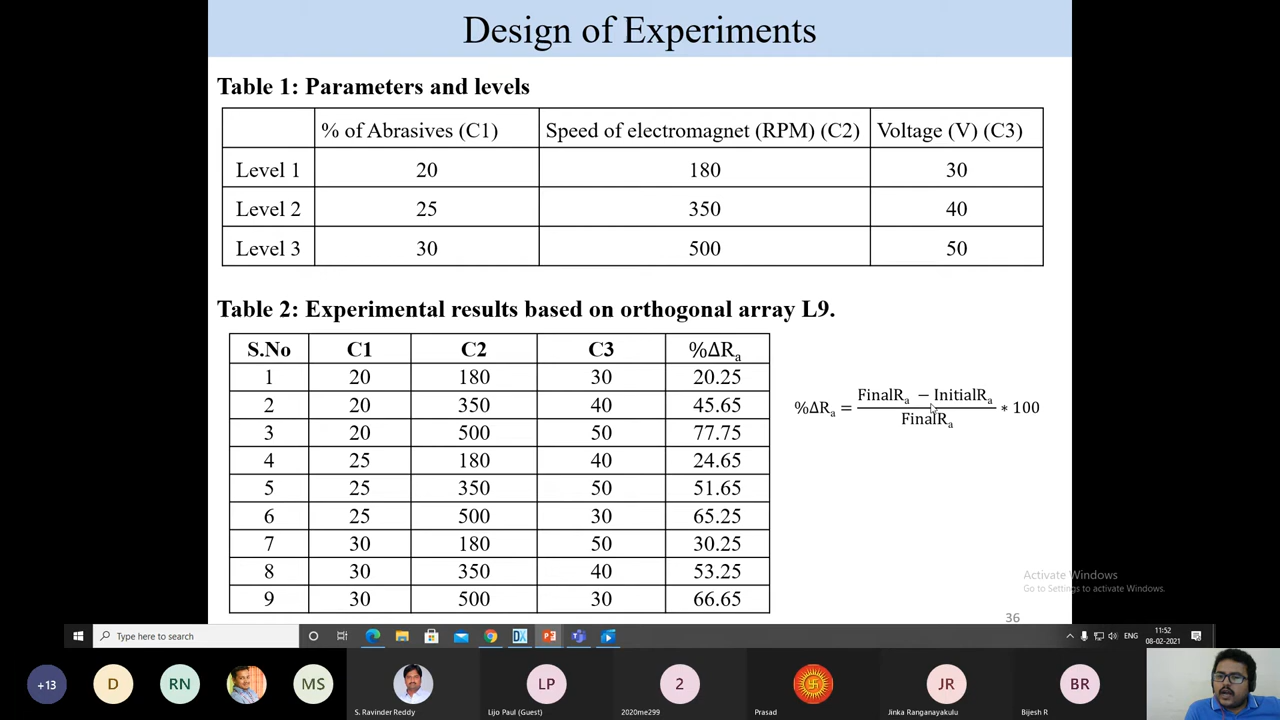 Design of Experiments
Table 1: Parameters and levels
% of Abrasives (C1) Speed of electromagnet (RPM) (C2) Voltage (V) (C3)
Level 1 20 180 30
Level 2 25 350 40
Level 3 30 500 50
Table 2: Experimental results based on orthogonal array L9.
S.No C1 C2 C3 %ΔRa
1 20 180 30 20.25
2 20 350 40 45.65
3 20 500 50 77.75
4 25 180 40 24.65
5 25 350 50 51.65
6 25 500 30 65.25
7 30 180 50 30.25
8 30 350 40 53.25
9 30 500 30 66.65
FinalRa − InitialRa
%ΔRa = * 100
FinalRa
Activate Windows
Go to Settings to activate Windows.
36
Type here to search
DX
ENG
11:52
08-02-2021
+13 D RN MS LP 2 JR BR
S. Ravinder Reddy Lijo Paul (Guest) 2020me299 Prasad Jinka Ranganayakulu Bijesh R